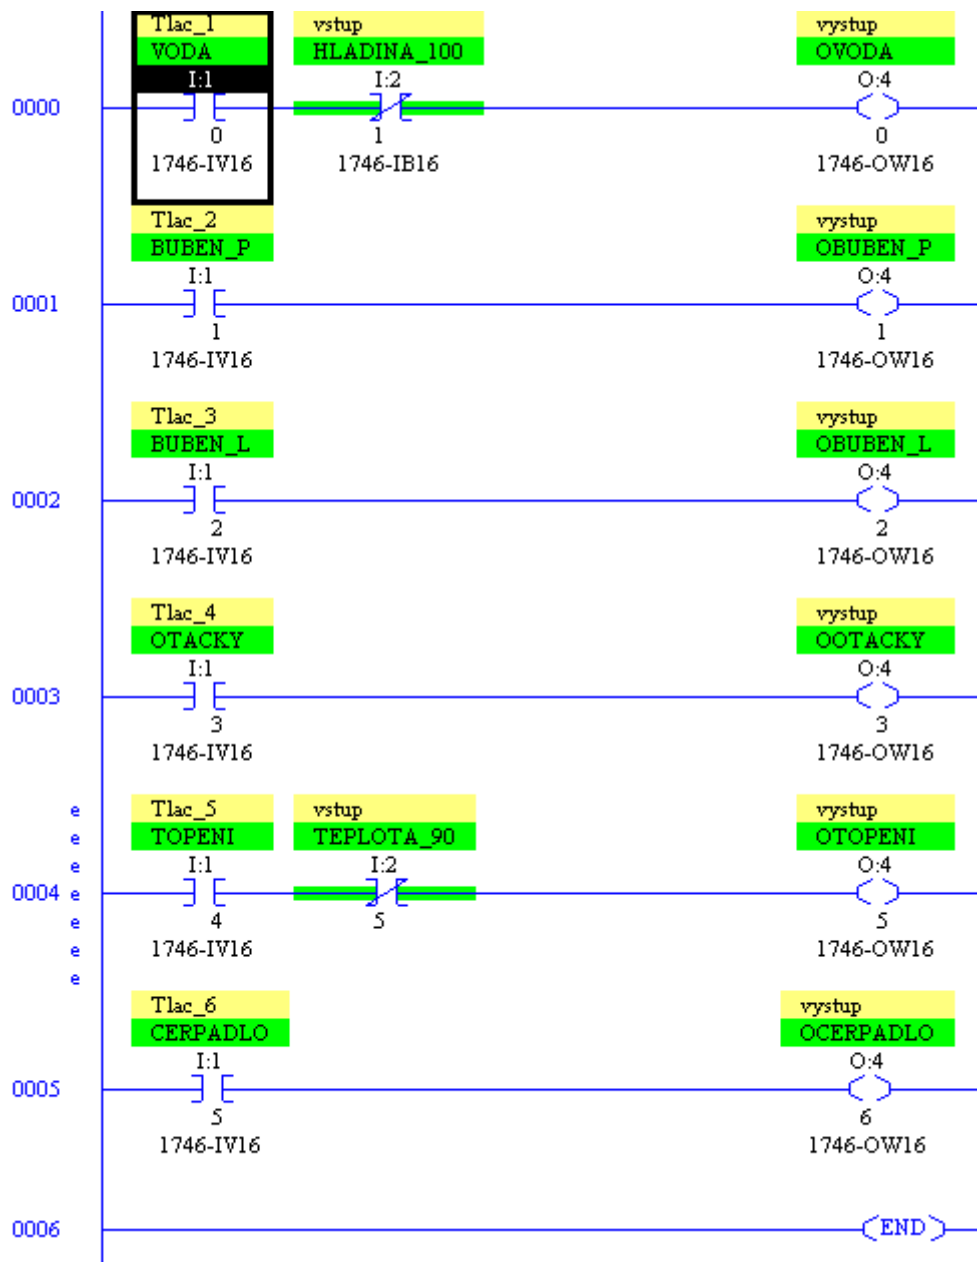 Tlac_1 vstup vystup
VODA HLADINA_100 OVODA
I:1 I:2 O:4
0000
0 1 0
1746-IV16 1746-IB16 1746-OW16
Tlac_2 vystup
BUBEN_P OBUBEN_P
I:1 O:4
0001
1 1
1746-IV16 1746-OW16
Tlac_3 vystup
BUBEN_L OBUBEN_L
I:1 O:4
0002
2 2
1746-IV16 1746-OW16
Tlac_4 vystup
OTACKY OOTACKY
I:1 O:4
0003
3 3
1746-IV16 1746-OW16
e Tlac_5 vstup vystup
e TOPENI TEPLOTA_90 OTOPENI
e I:1 I:2 O:4
0004 e
e 4 5 5
e 1746-IV16 1746-OW16
e
Tlac_6 vystup
CERPADLO OCERPADLO
I:1 O:4
0005
5 6
1746-IV16 1746-OW16
0006 END